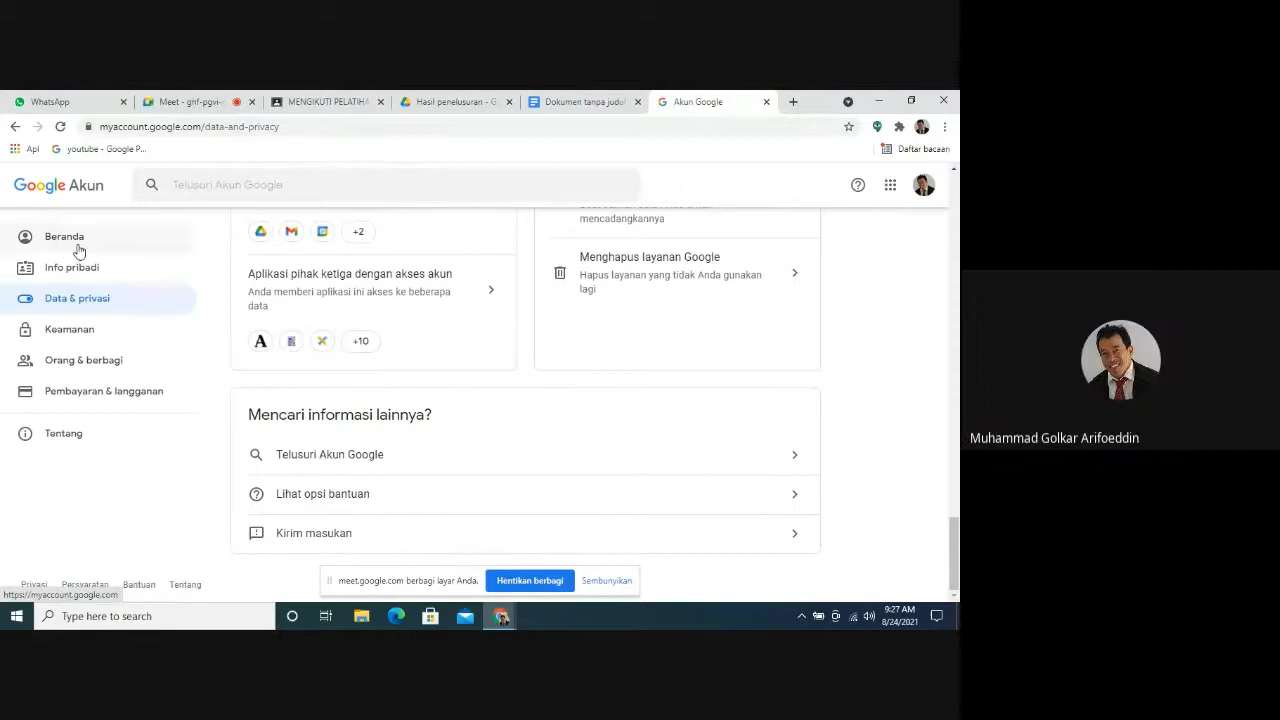 WhatsApp
Meet - ghf-pgvi-
MENGIKUTI PELATIHA
Hasil penelusuran - G
Dokumen tanpa judul
Akun Google
myaccount.google.com/data-and-privacy
Apl
youtube - Google P...
Daftar bacaan
Google Akun
Telusuri Akun Google
Beranda
Info pribadi
Data & privasi
Keamanan
Orang & berbagi
Pembayaran & langganan
Tentang
+2
Aplikasi pihak ketiga dengan akses akun
Anda memberi aplikasi ini akses ke beberapa
data
A
+10
mencadangkannya
Menghapus layanan Google
Hapus layanan yang tidak Anda gunakan
lagi
Mencari informasi lainnya?
Telusuri Akun Google
Lihat opsi bantuan
Kirim masukan
Privasi Persyaratan Bantuan Tentang
https://myaccount.google.com
meet.google.com berbagi layar Anda.
Hentikan berbagi
Sembunyikan
Type here to search
9:27 AM
8/24/2021
Muhammad Golkar Arifoeddin